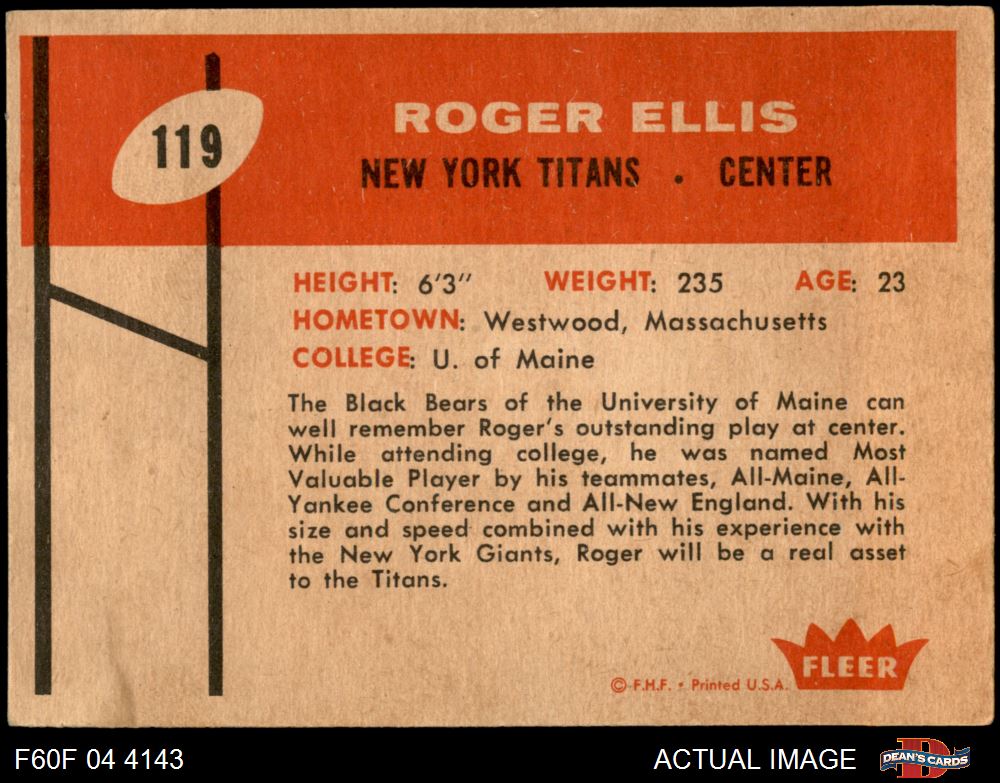 119
ROGER ELLIS
NEW YORK TITANS • CENTER
HEIGHT: 6'3" WEIGHT: 235 AGE: 23
HOMETOWN: Westwood, Massachusetts
COLLEGE: U. of Maine
The Black Bears of the University of Maine can
well remember Roger's outstanding play at center.
While attending college, he was named Most
Valuable Player by his teammates, All-Maine, All-
Yankee Conference and All-New England. With his
size and speed combined with his experience with
the New York Giants, Roger will be a real asset
to the Titans.
FLEER
© F.H.F. • Printed U.S.A.
F60F 04 4143
ACTUAL IMAGE
D
DEAN'S CARDS